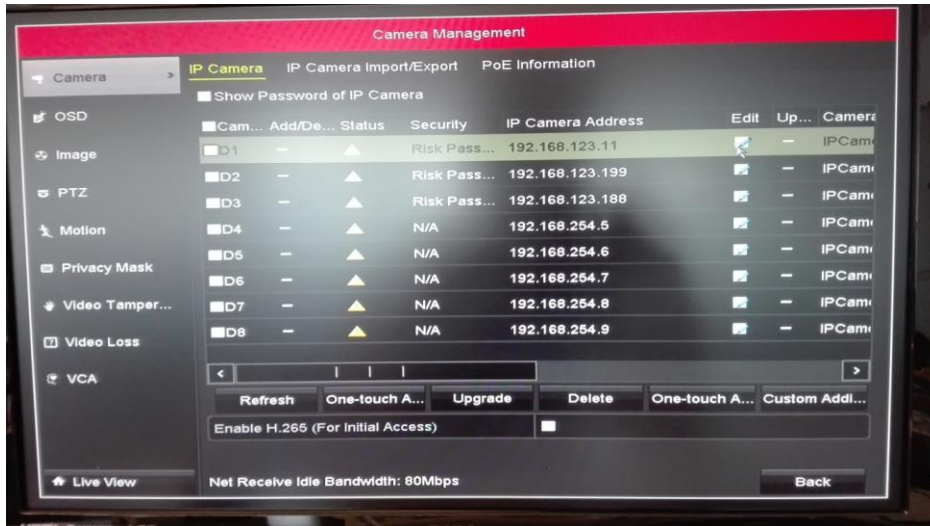 Camera Management
Camera
OSD
Image
PTZ
Motion
Privacy Mask
Video Tamper...
Video Loss
VCA
Live View
IP Camera IP Camera Import/Export PoE Information
Show Password of IP Camera
Cam... Add/De... Status Security IP Camera Address Edit Up... Camera
D1 Risk Pass... 192.168.123.11 IPCam
D2 Risk Pass... 192.168.123.199 IPCam
D3 Risk Pass... 192.168.123.188 IPCam
D4 N/A 192.168.254.5 IPCam
D5 N/A 192.168.254.6 IPCam
D6 N/A 192.168.254.7 IPCam
D7 N/A 192.168.254.8 IPCam
D8 N/A 192.168.254.9 IPCam
Refresh One-touch A... Upgrade Delete One-touch A... Custom Addi...
Enable H.265 (For Initial Access)
Net Receive Idle Bandwidth: 80Mbps
Back